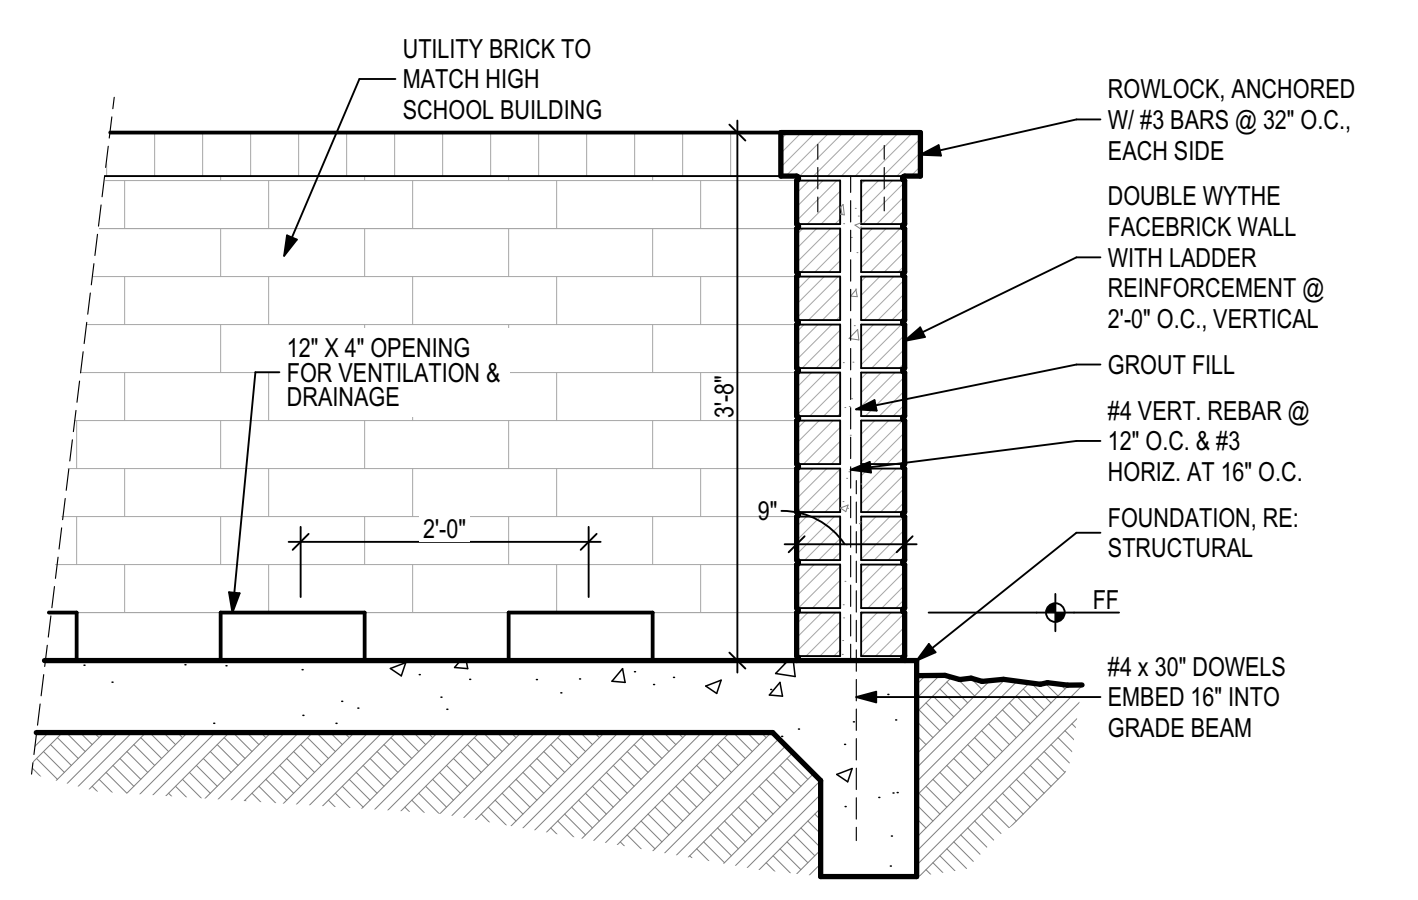 UTILITY BRICK TO
MATCH HIGH
SCHOOL BUILDING
ROWLOCK, ANCHORED
W/ #3 BARS @ 32" O.C.,
EACH SIDE
DOUBLE WYTHE
FACEBRICK WALL
WITH LADDER
REINFORCEMENT @
2'-0" O.C., VERTICAL
12" X 4" OPENING
FOR VENTILATION &
DRAINAGE
3'-8"
GROUT FILL
#4 VERT. REBAR @
12" O.C. & #3
HORIZ. AT 16" O.C.
2'-0"
9"
FOUNDATION, RE:
STRUCTURAL
FF
#4 x 30" DOWELS
EMBED 16" INTO
GRADE BEAM